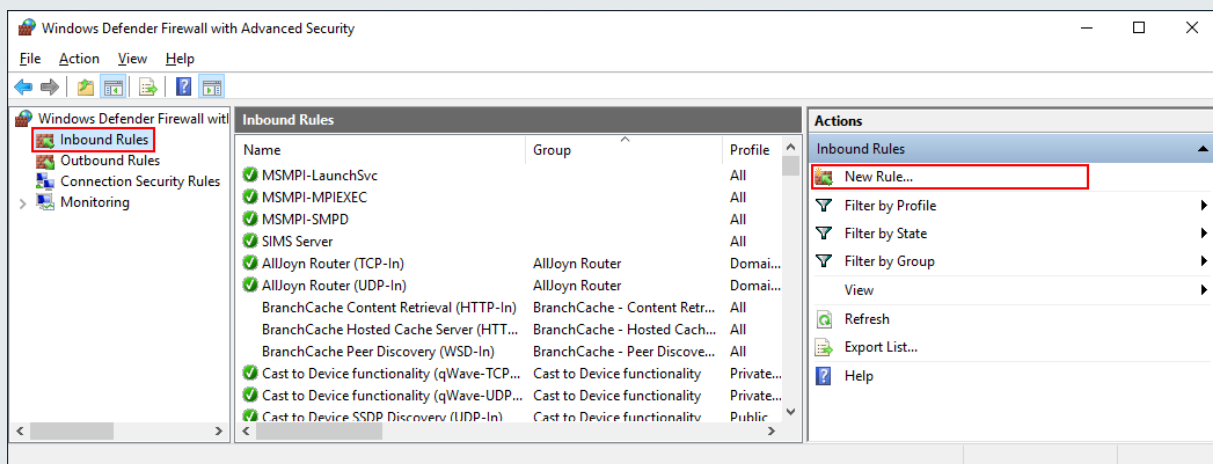 Windows Defender Firewall with Advanced Security
File Action View Help
Windows Defender Firewall witl
Inbound Rules
Outbound Rules
Connection Security Rules
Monitoring
Inbound Rules
Name Group Profile
MSMPI-LaunchSvc All
MSMPI-MPIEXEC All
MSMPI-SMPD All
SIMS Server All
AllJoyn Router (TCP-In) AllJoyn Router Domai...
AllJoyn Router (UDP-In) AllJoyn Router Domai...
BranchCache Content Retrieval (HTTP-In) BranchCache - Content Retr... All
BranchCache Hosted Cache Server (HTT... BranchCache - Hosted Cach... All
BranchCache Peer Discovery (WSD-In) BranchCache - Peer Discove... All
Cast to Device functionality (qWave-TCP... Cast to Device functionality Private...
Cast to Device functionality (qWave-UDP... Cast to Device functionality Private...
Cast to Device SSDP Discovery (UDP-In) Cast to Device functionality Public
Actions
Inbound Rules
New Rule...
Filter by Profile
Filter by State
Filter by Group
View
Refresh
Export List...
Help